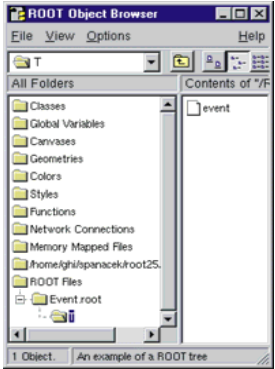 ROOT Object Browser
File View Options Help
T
All Folders
Contents of "/R
Classes
Global Variables
Canvases
Geometries
Colors
Styles
Functions
Network Connections
Memory Mapped Files
/home/ghi/spanacek/root25.
ROOT Files
Event.root
T
event
1 Object.
An example of a ROOT tree